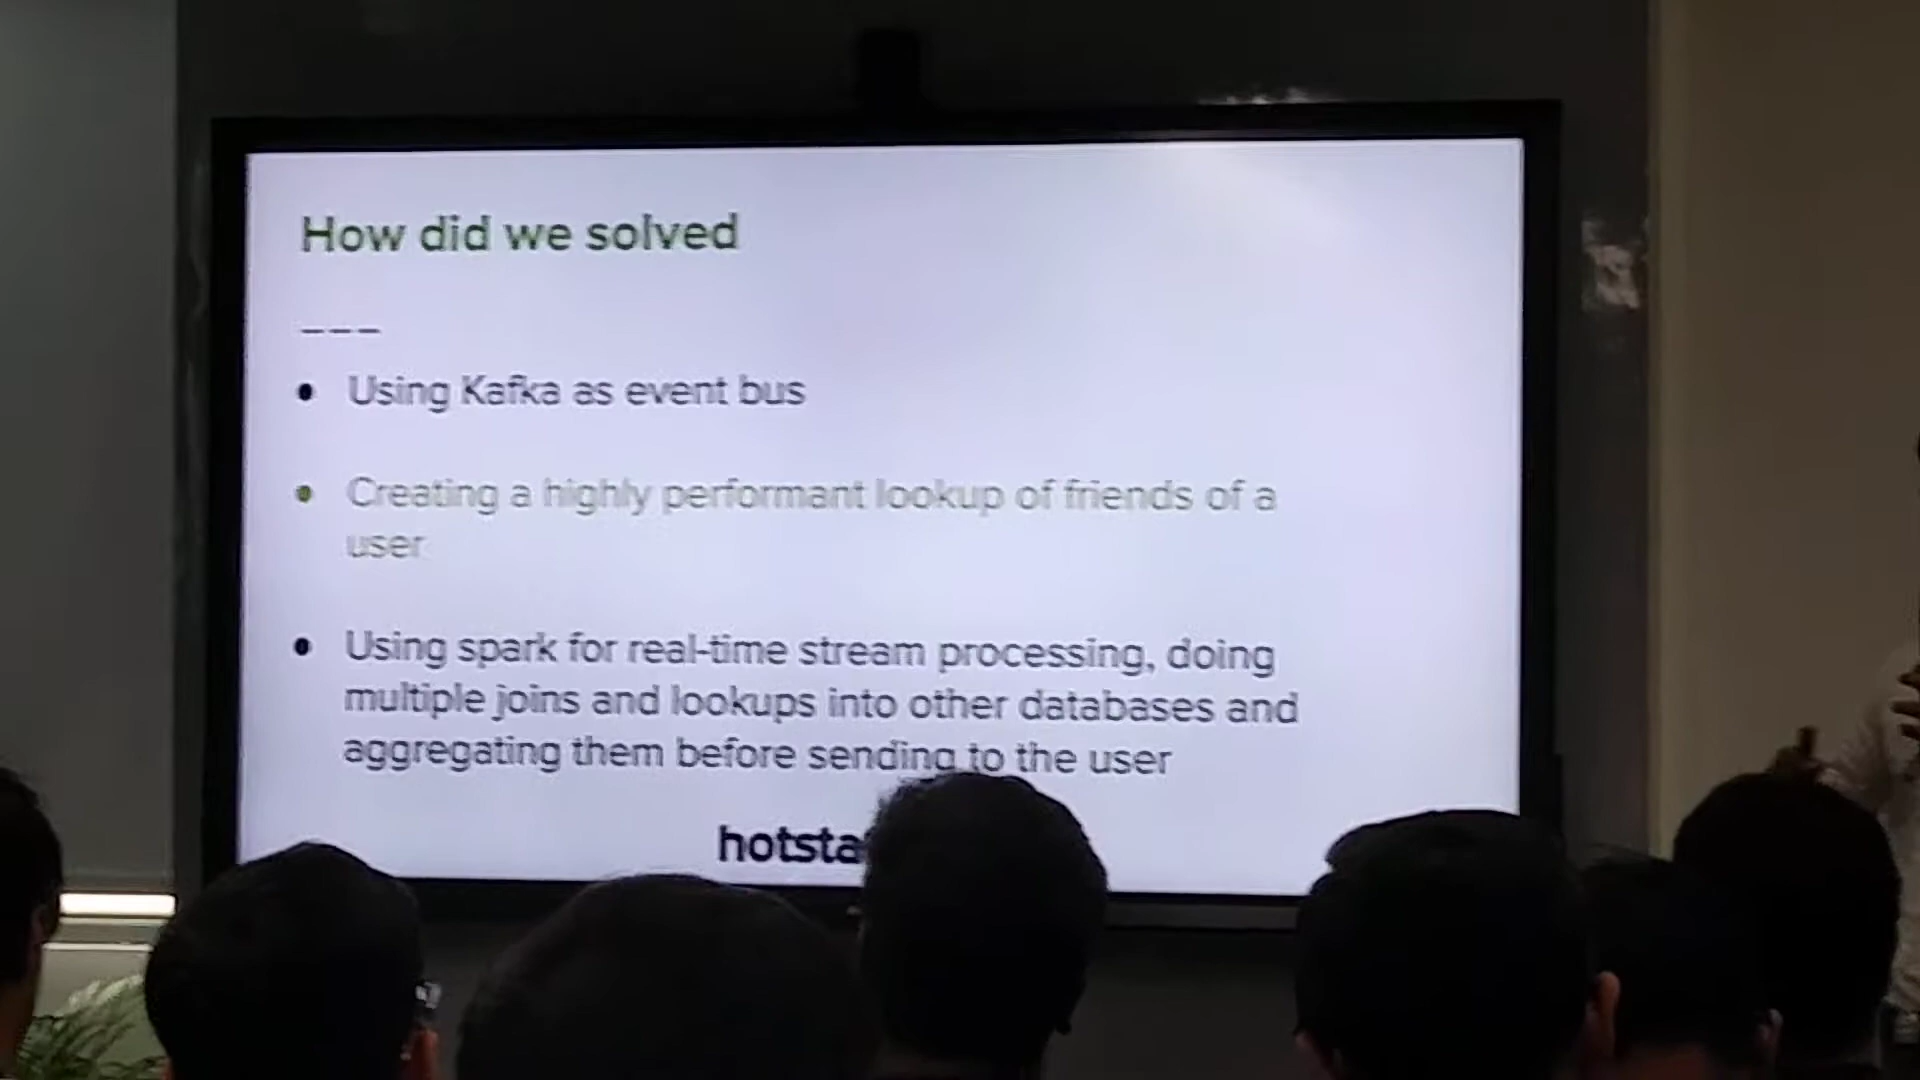 How did we solved
---
• Using Kafka as event bus
• Creating a highly performant lookup of friends of a
user
• Using spark for real-time stream processing, doing
multiple joins and lookups into other databases and
aggregating them before sending to the user
hotsta